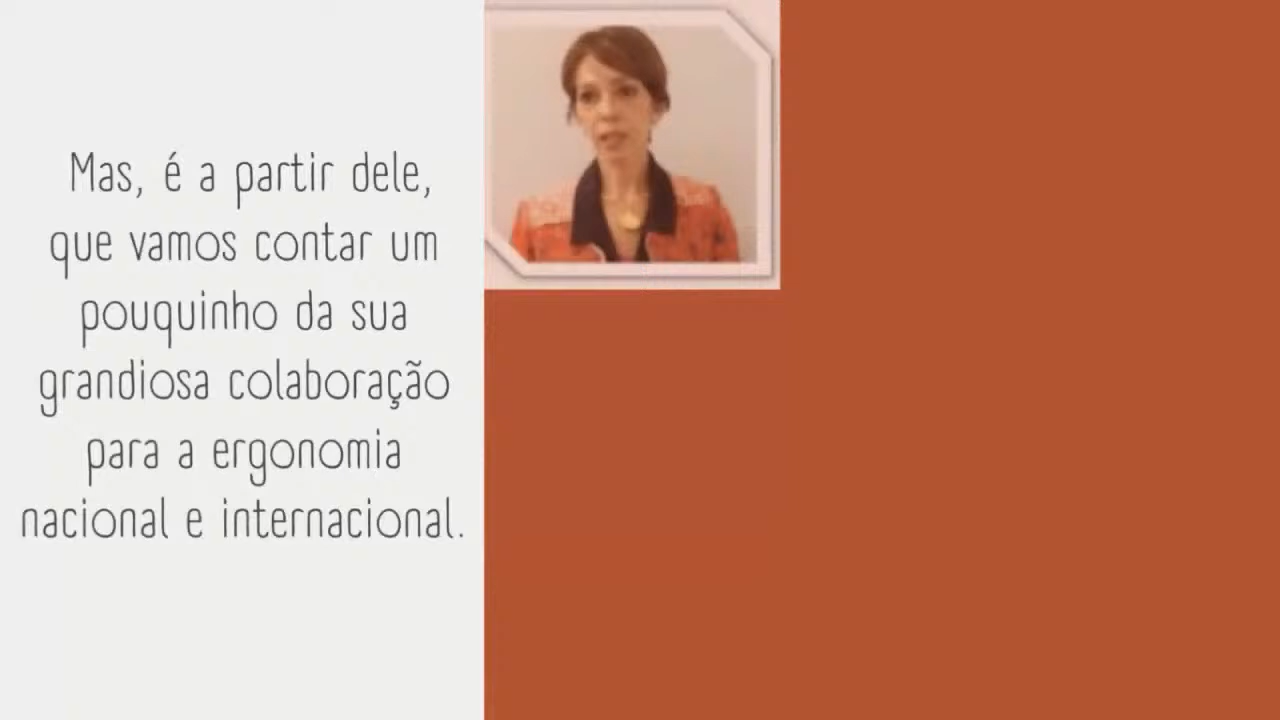 Mas, é a partir dele,
que vamos contar um
pouquinho da sua
grandiosa colaboração
para a ergonomia
nacional e internacional.